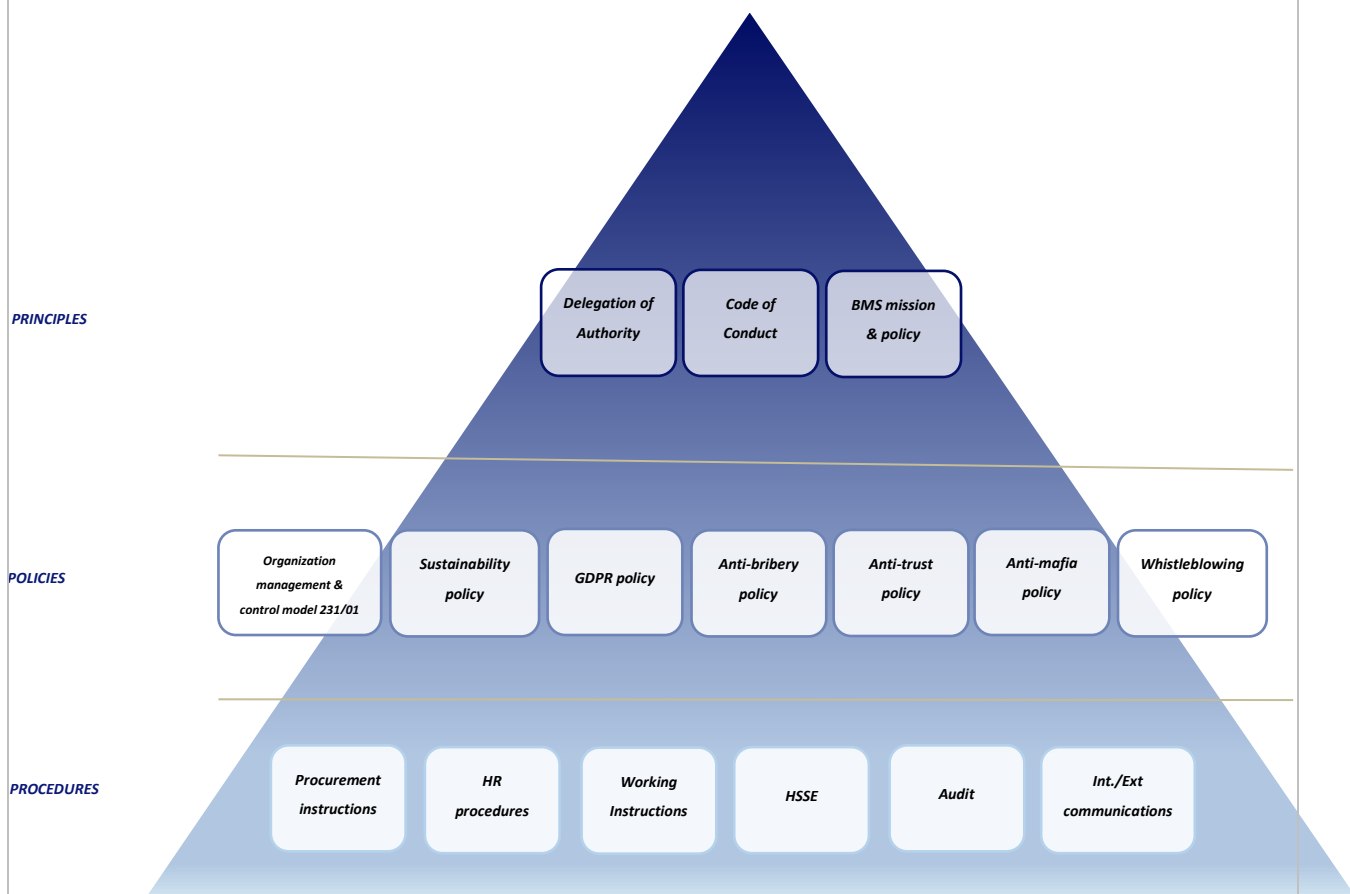 PRINCIPLES
Delegation of
Authority
Code of
Conduct
BMS mission
& policy
POLICIES
Organization
management &
control model 231/01
Sustainability
policy
GDPR policy
Anti-bribery
policy
Anti-trust
policy
Anti-mafia
policy
Whistleblowing
policy
PROCEDURES
Procurement
instructions
HR
procedures
Working
Instructions
HSSE
Audit
Int./Ext
communications